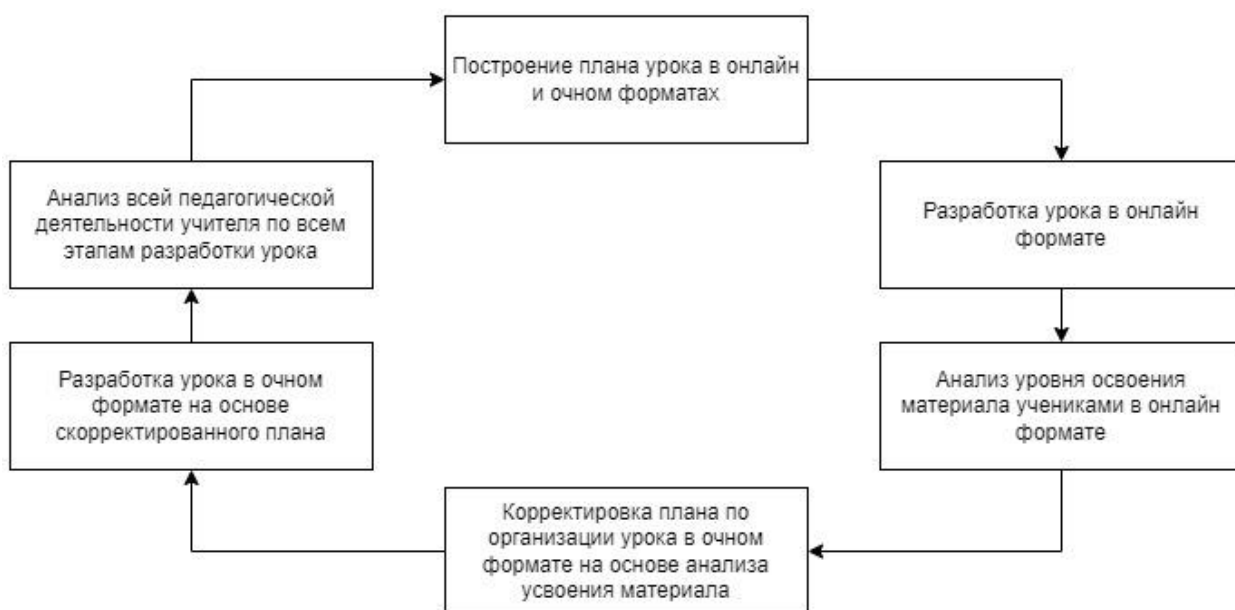 Построение плана урока в онлайн
и очном форматах
Разработка урока в онлайн
формате
Анализ уровня освоения
материала учениками в онлайн
формате
Корректировка плана по
организации урока в очном
формате на основе анализа
усвоения материала
Разработка урока в очном
формате на основе
скорректированного плана
Анализ всей педагогической
деятельности учителя по всем
этапам разработки урока